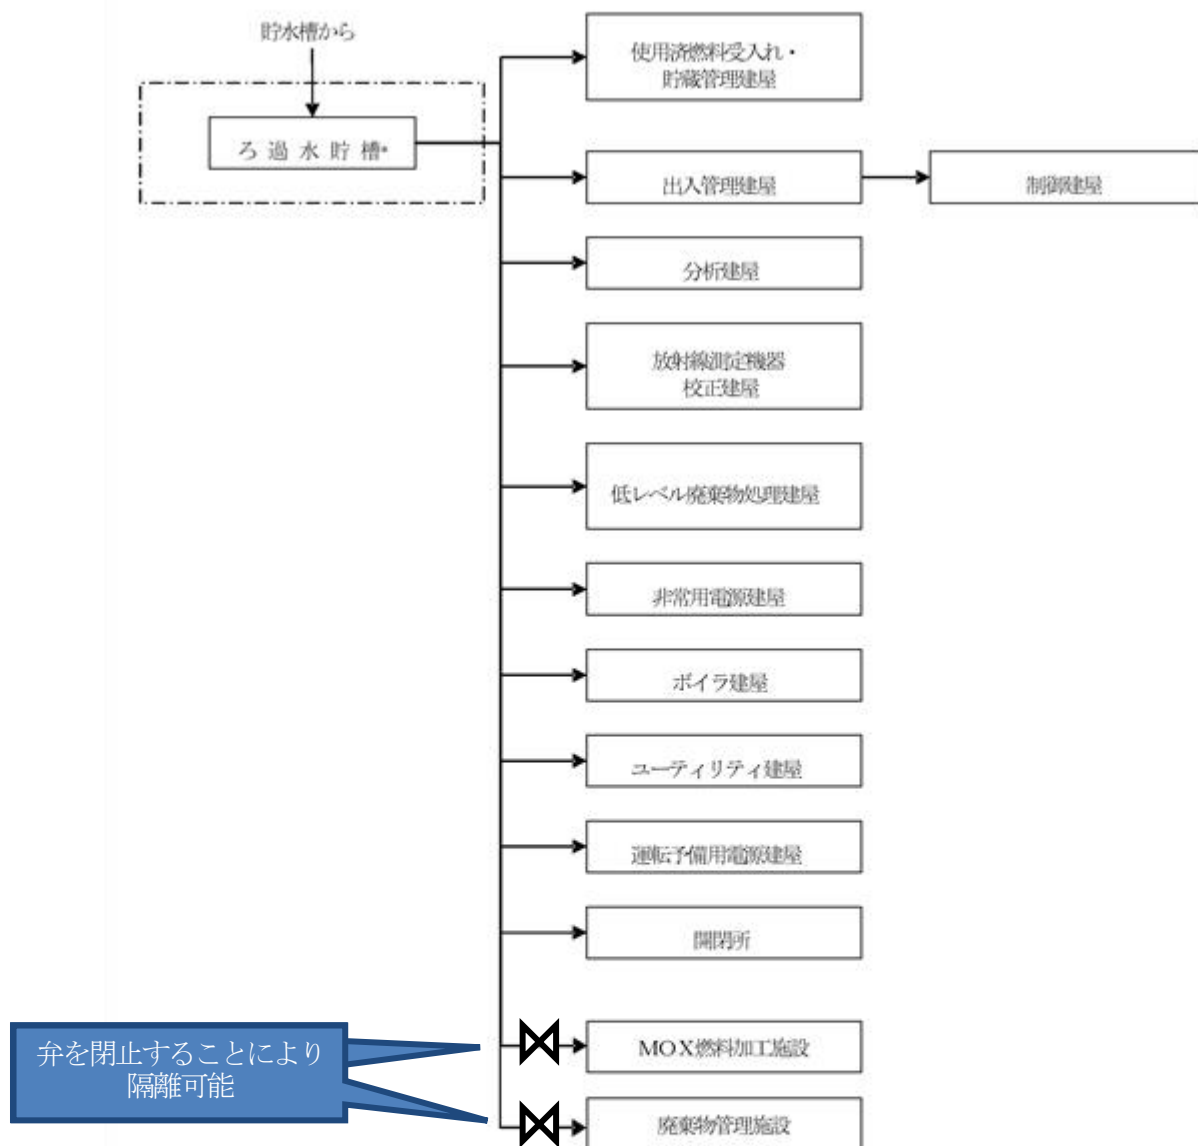 貯水槽から
ろ 過 水 貯 槽*
使用済燃料受入れ・
貯蔵管理建屋
出入管理建屋
制御建屋
分析建屋
放射線測定機器
校正建屋
低レベル廃棄物処理建屋
非常用電源建屋
ボイラ建屋
ユーティリティ建屋
運転予備用電源建屋
開閉所
MOX燃料加工施設
廃棄物管理施設
弁を閉止することにより
隔離可能